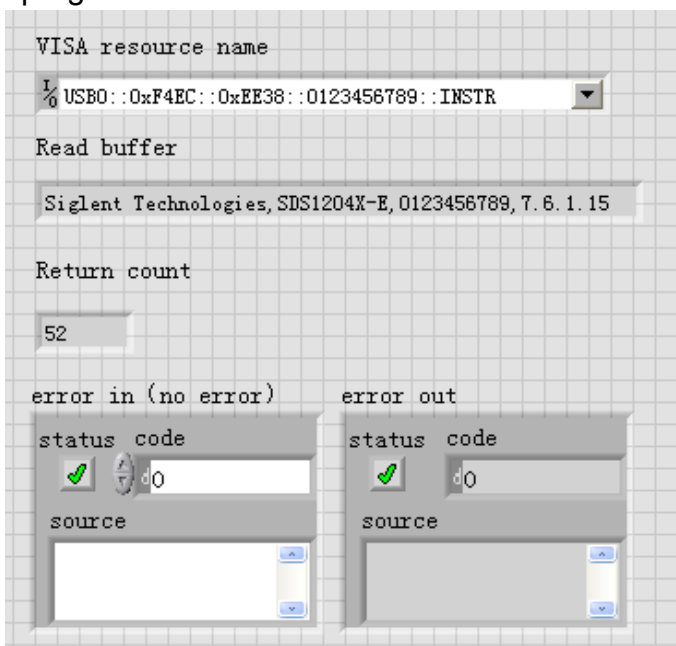 VISA resource name
I/O USB0::0xF4EC::0xEE38::0123456789::INSTR
Read buffer
Siglent Technologies,SDS1204X-E,0123456789,7.6.1.15
Return count
52
error in (no error) error out
status code status code
d 0 d 0
source source